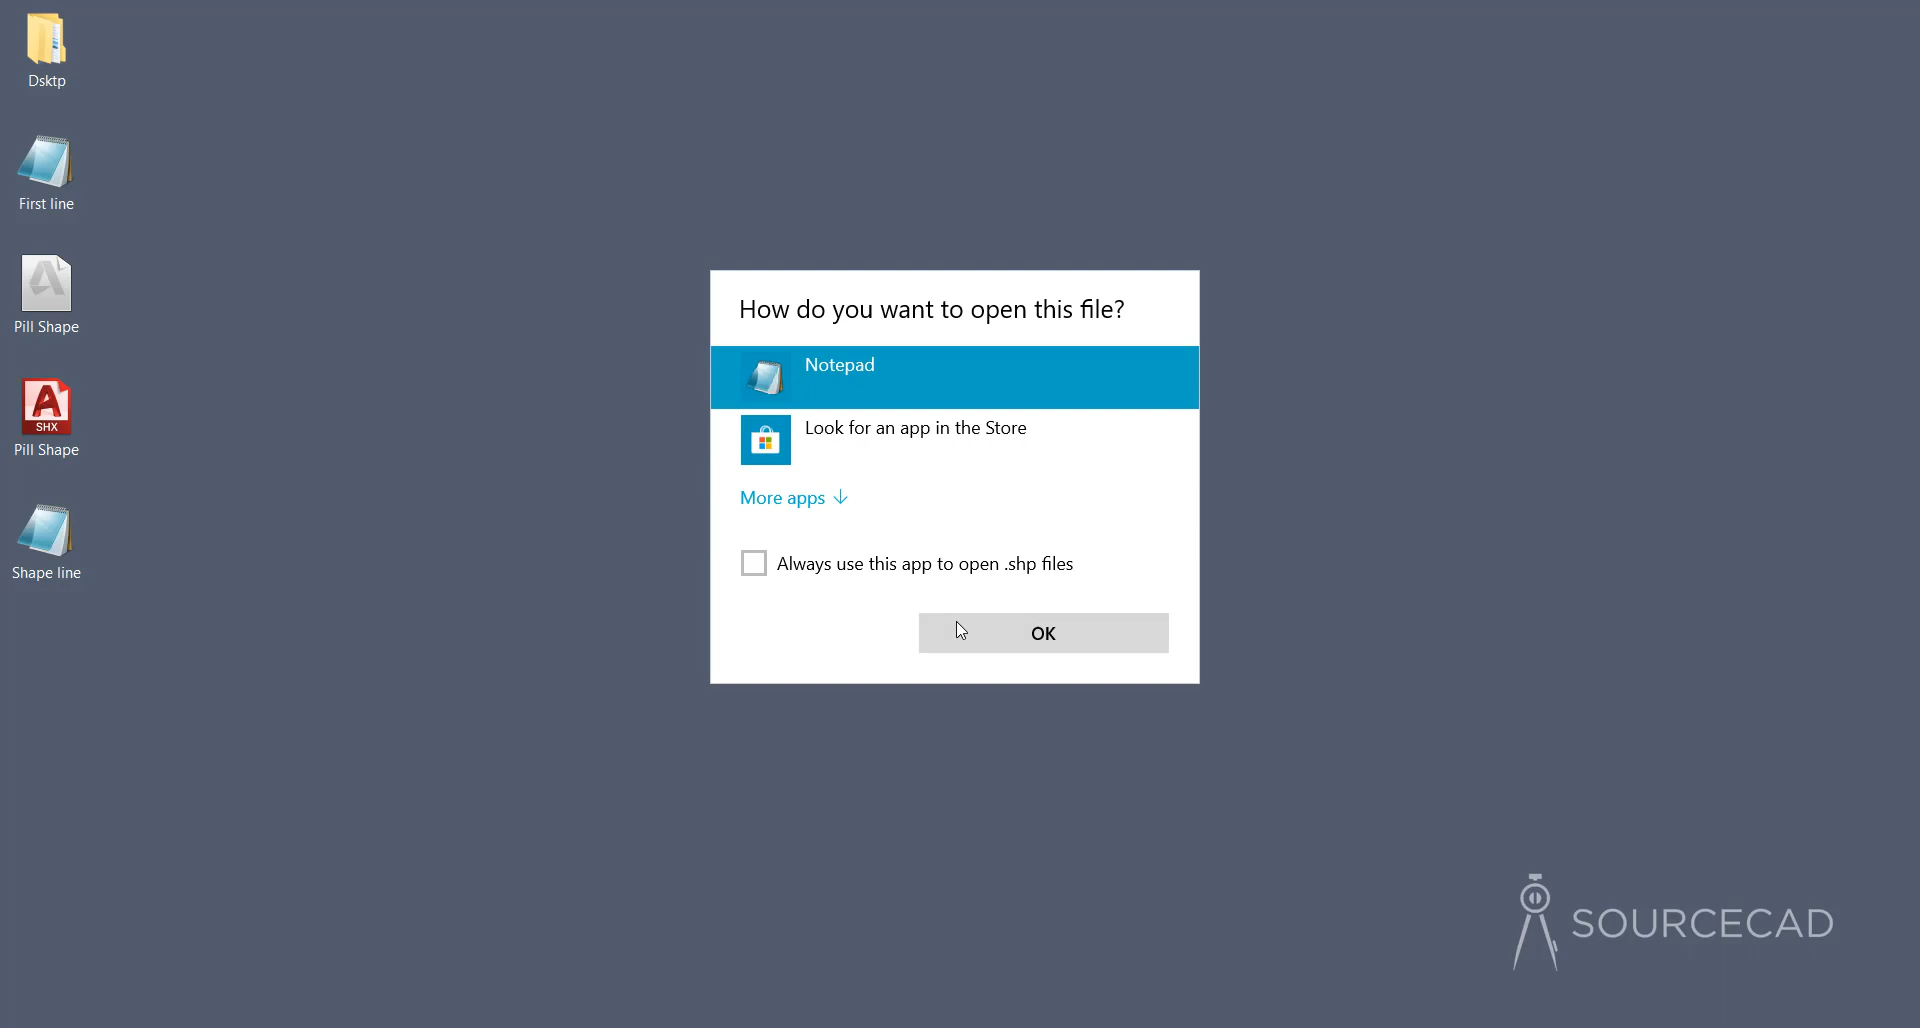 Dsktp
First line
Pill Shape
SHX
Pill Shape
Shape line
How do you want to open this file?
Notepad
Look for an app in the Store
More apps ↓
Always use this app to open .shp files
OK
SOURCECAD